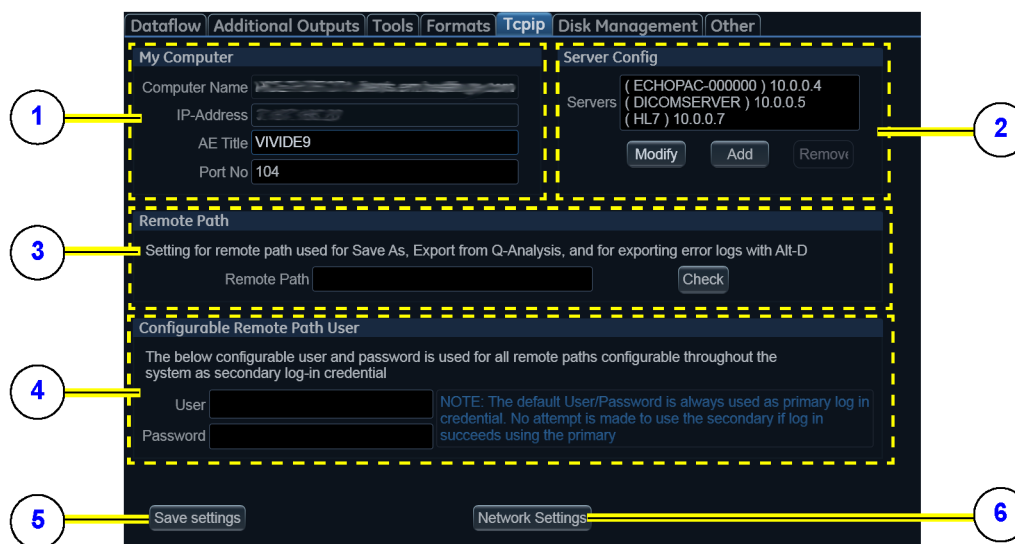 Dataflow Additional Outputs Tools Formats Tcpip Disk Management Other
My Computer
Computer Name
IP-Address
AE Title VIVIDE9
Port No 104
Server Config
Servers
( ECHOPAC-000000 ) 10.0.0.4
( DICOMSERVER ) 10.0.0.5
( HL7 ) 10.0.0.7
Modify Add Remove
1
2
Remote Path
Setting for remote path used for Save As, Export from Q-Analysis, and for exporting error logs with Alt-D
Remote Path Check
3
Configurable Remote Path User
The below configurable user and password is used for all remote paths configurable throughout the
system as secondary log-in credential
User
Password
NOTE: The default User/Password is always used as primary log in
credential. No attempt is made to use the secondary if log in
succeeds using the primary
4
5
Save settings
Network Settings
6